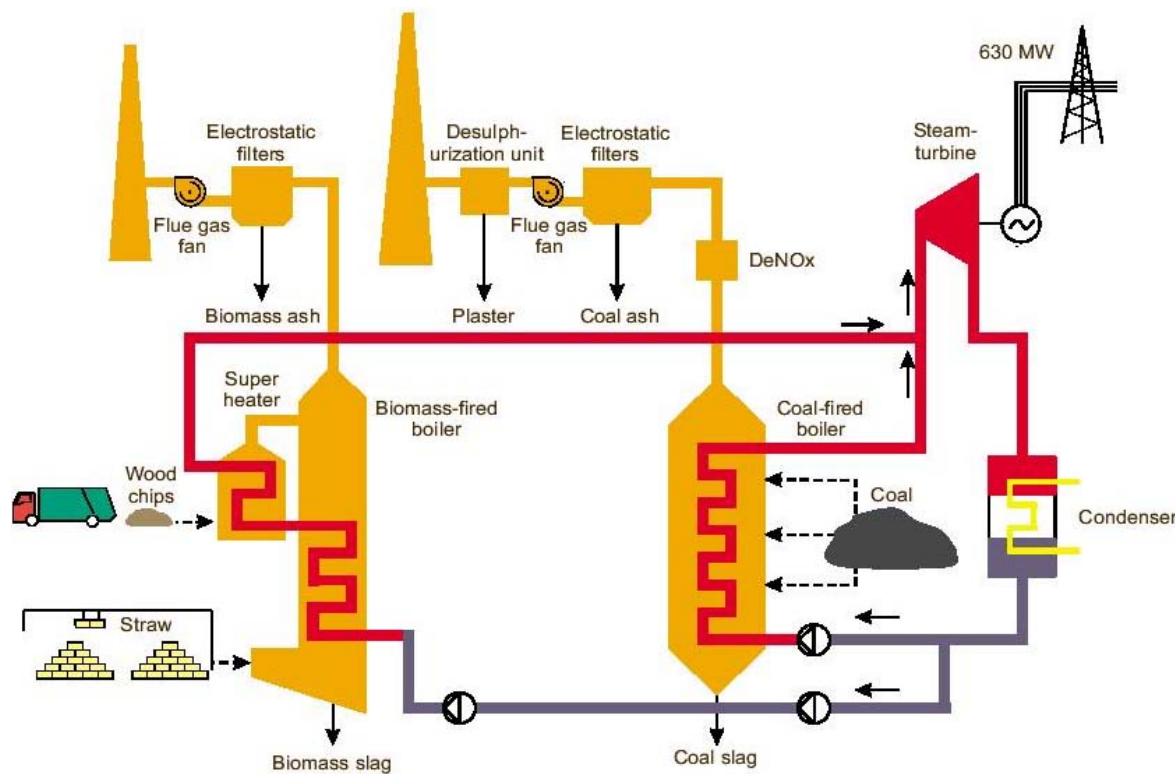 630 MW
Steam-
turbine
Electrostatic
filters
Desulph-
urization unit
Electrostatic
filters
Flue gas
fan
Flue gas
fan
DeNOx
Biomass ash
Plaster
Coal ash
Super
heater
Biomass-fired
boiler
Coal-fired
boiler
Wood
chips
Coal
Condenser
Straw
Biomass slag
Coal slag